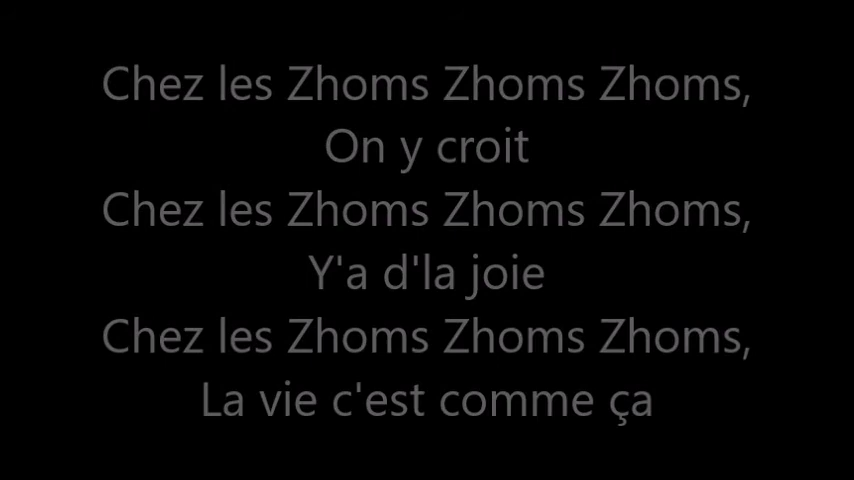 Chez les Zhoms Zhoms Zhoms,
On y croit
Chez les Zhoms Zhoms Zhoms,
Y'a d'la joie
Chez les Zhoms Zhoms Zhoms,
La vie c'est comme ça